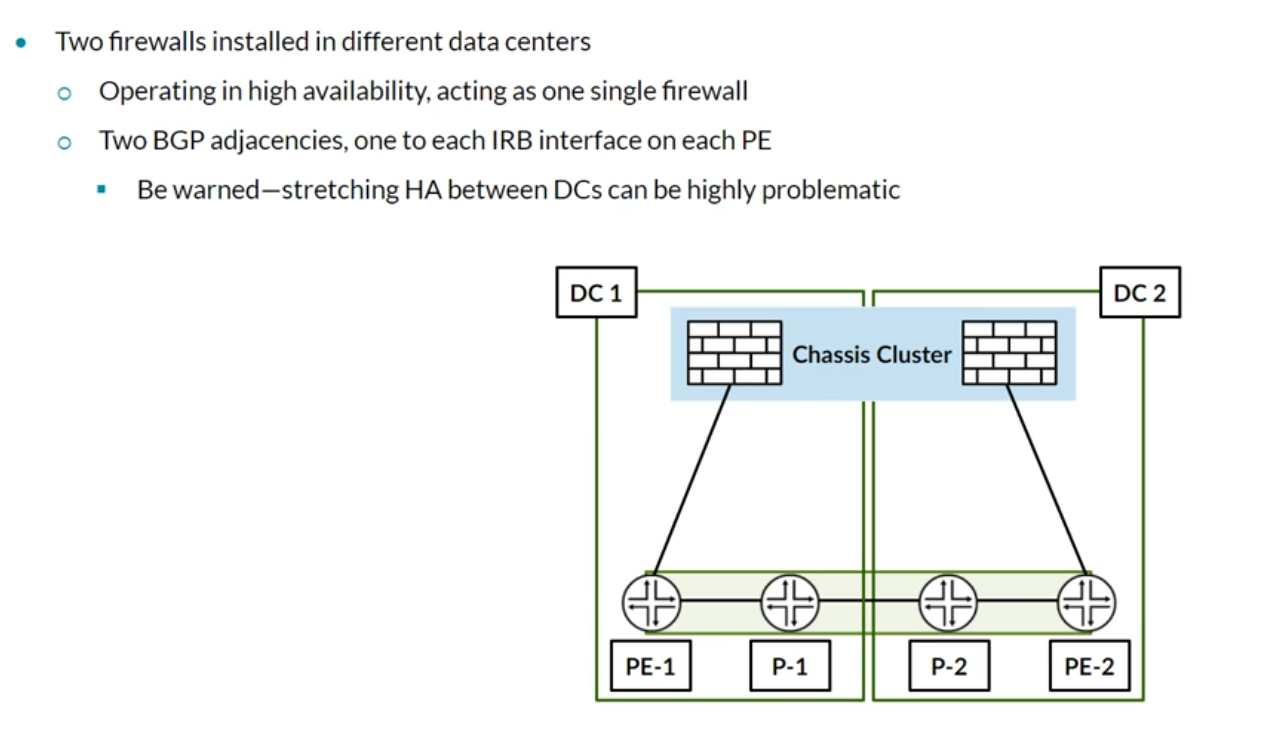 Two firewalls installed in different data centers
Operating in high availability, acting as one single firewall
Two BGP adjacencies, one to each IRB interface on each PE
Be warned—stretching HA between DCs can be highly problematic
DC 1
DC 2
Chassis Cluster
PE-1
P-1
P-2
PE-2